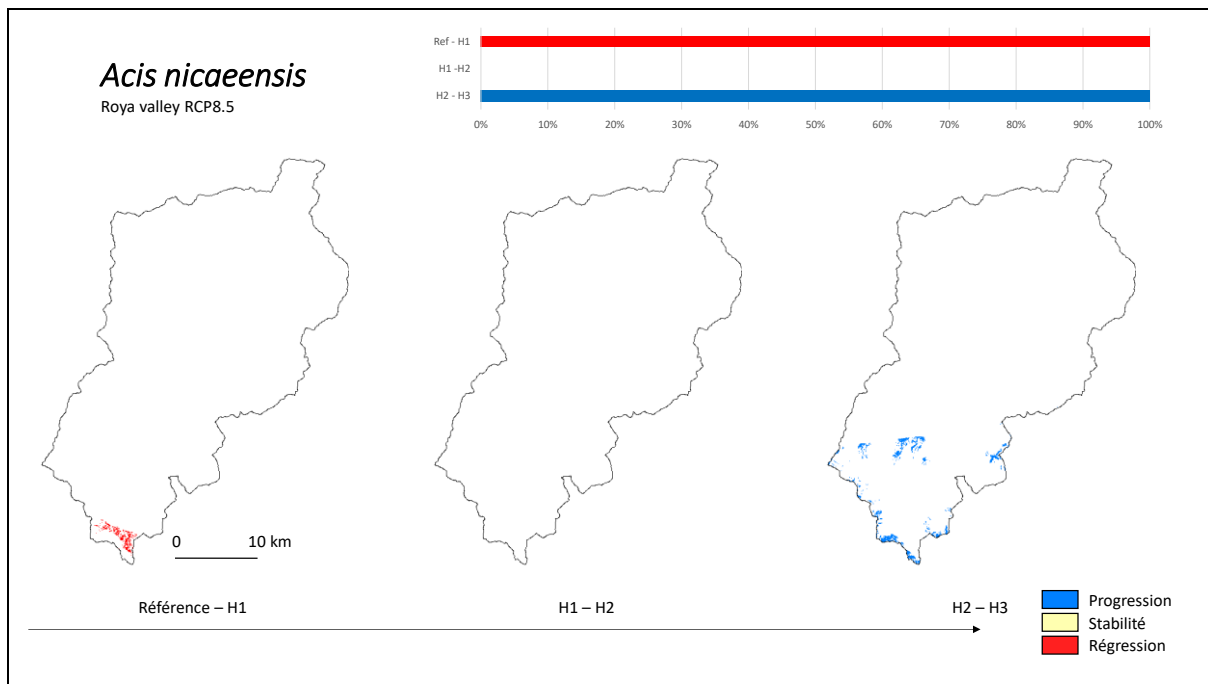 Acis nicaeensis
Roya valley RCP8.5
Ref - H1
H1 -H2
H2 - H3
0% 10% 20% 30% 40% 50% 60% 70% 80% 90% 100%
0 10 km
Référence – H1
H1 – H2
H2 – H3
Progression
Stabilité
Régression